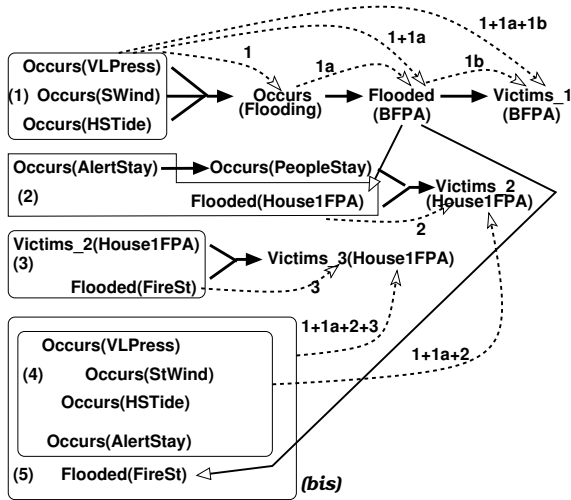 1+1a+1b
1+1a
1
1a
1b
Occurs(VLPress)
(1) Occurs(SWind)
Occurs(HSTide)
Occurs
(Flooding)
Flooded
(BFPA)
Victims_1
(BFPA)
Occurs(AlertStay)
Occurs(PeopleStay)
(2)
Flooded(House1FPA)
Victims_2
(House1FPA)
2
Victims_2(House1FPA)
(3)
Flooded(FireSt)
Victims_3(House1FPA)
3
1+1a+2+3
1+1a+2
Occurs(VLPress)
(4) Occurs(StWind)
Occurs(HSTide)
Occurs(AlertStay)
(5) Flooded(FireSt)
(bis)